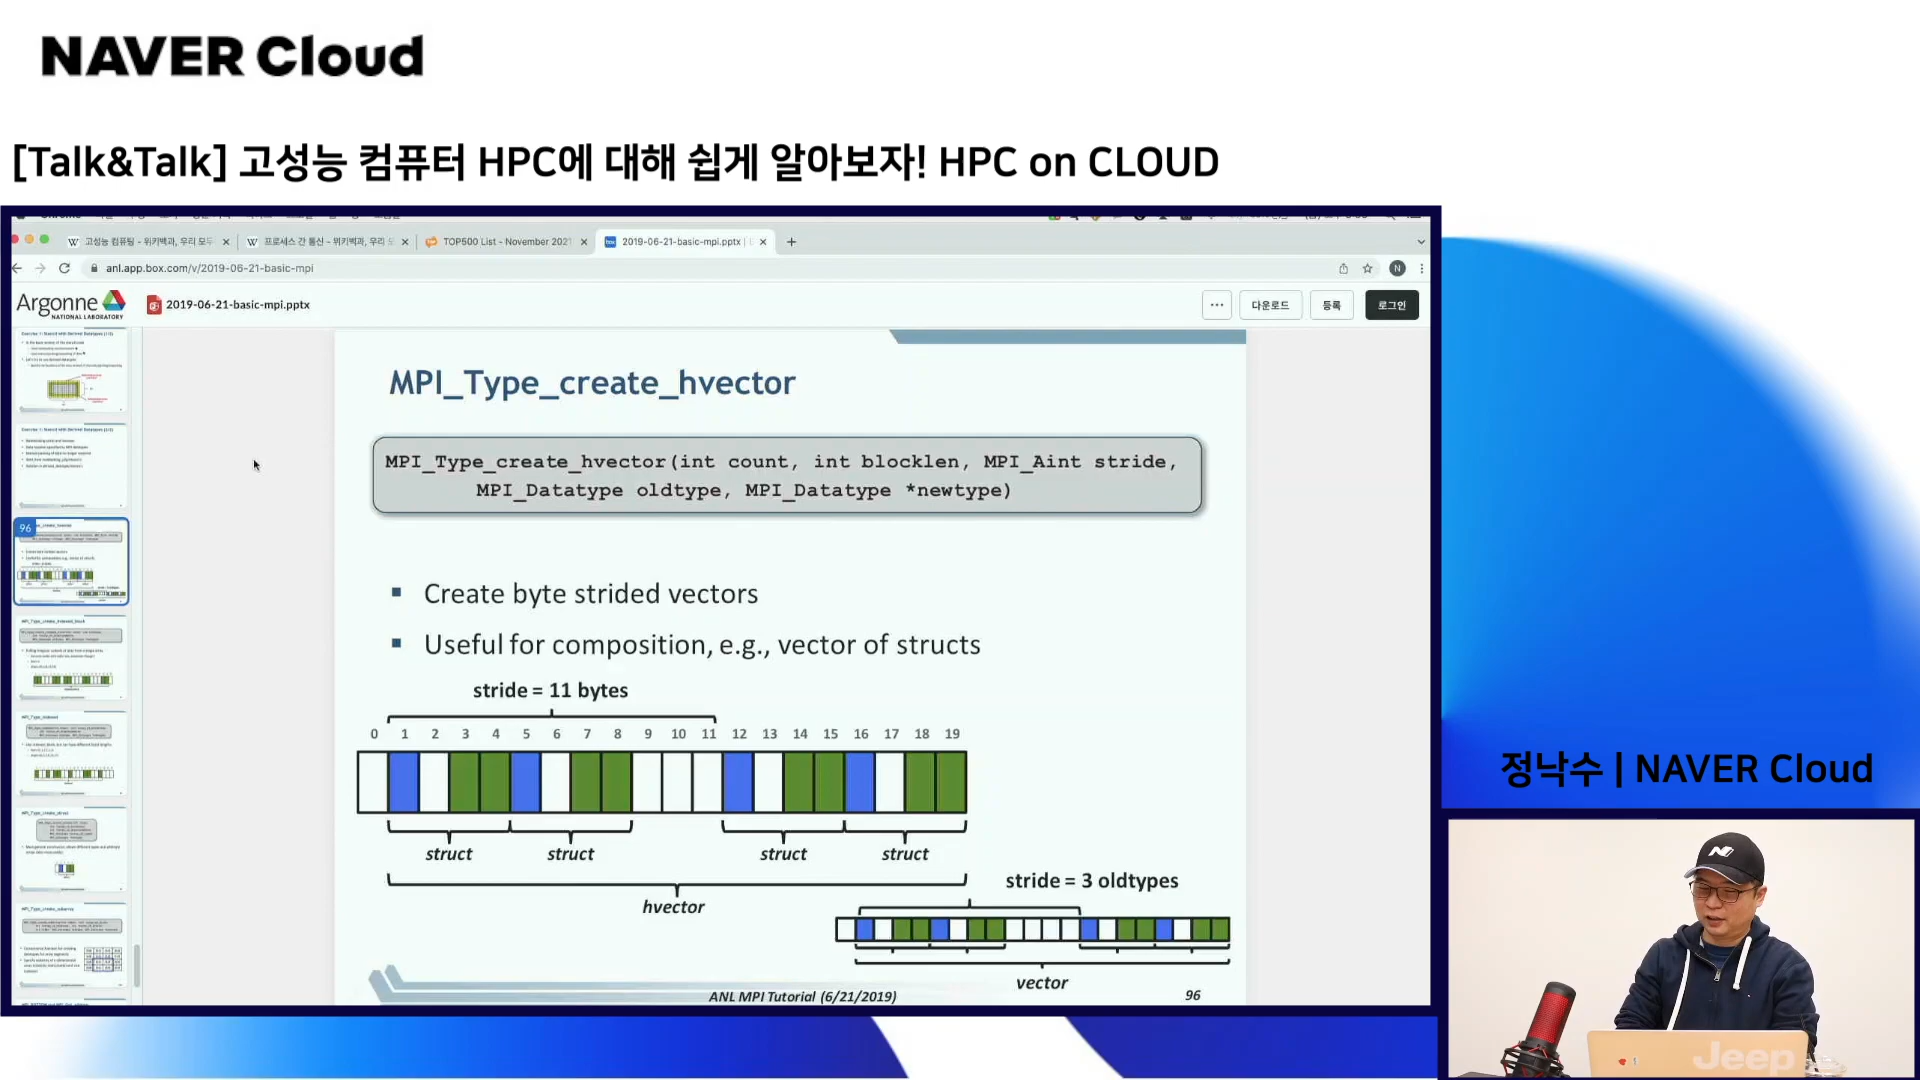 NAVER Cloud
[Talk&Talk] 고성능 컴퓨터 HPC에 대해 쉽게 알아보자! HPC on CLOUD
고성능 컴퓨팅 - 위키백과, 우리 모두
프로세스 간 통신 - 위키백과, 우리
TOP500 List - November 2021
2019-06-21-basic-mpi.pptx |
anl.app.box.com/v/2019-06-21-basic-mpi
N
Argonne
NATIONAL LABORATORY
2019-06-21-basic-mpi.pptx
다운로드
등록
로그인
96
MPI_Type_create_hvector
MPI_Type_create_hvector(int count, int blocklen, MPI_Aint stride,
MPI_Datatype oldtype, MPI_Datatype *newtype)
▪ Create byte strided vectors
▪ Useful for composition, e.g., vector of structs
stride = 11 bytes
0 1 2 3 4 5 6 7 8 9 10 11 12 13 14 15 16 17 18 19
struct struct struct struct
hvector
stride = 3 oldtypes
vector
ANL MPI Tutorial (6/21/2019)
96
정낙수 | NAVER Cloud
Jeep